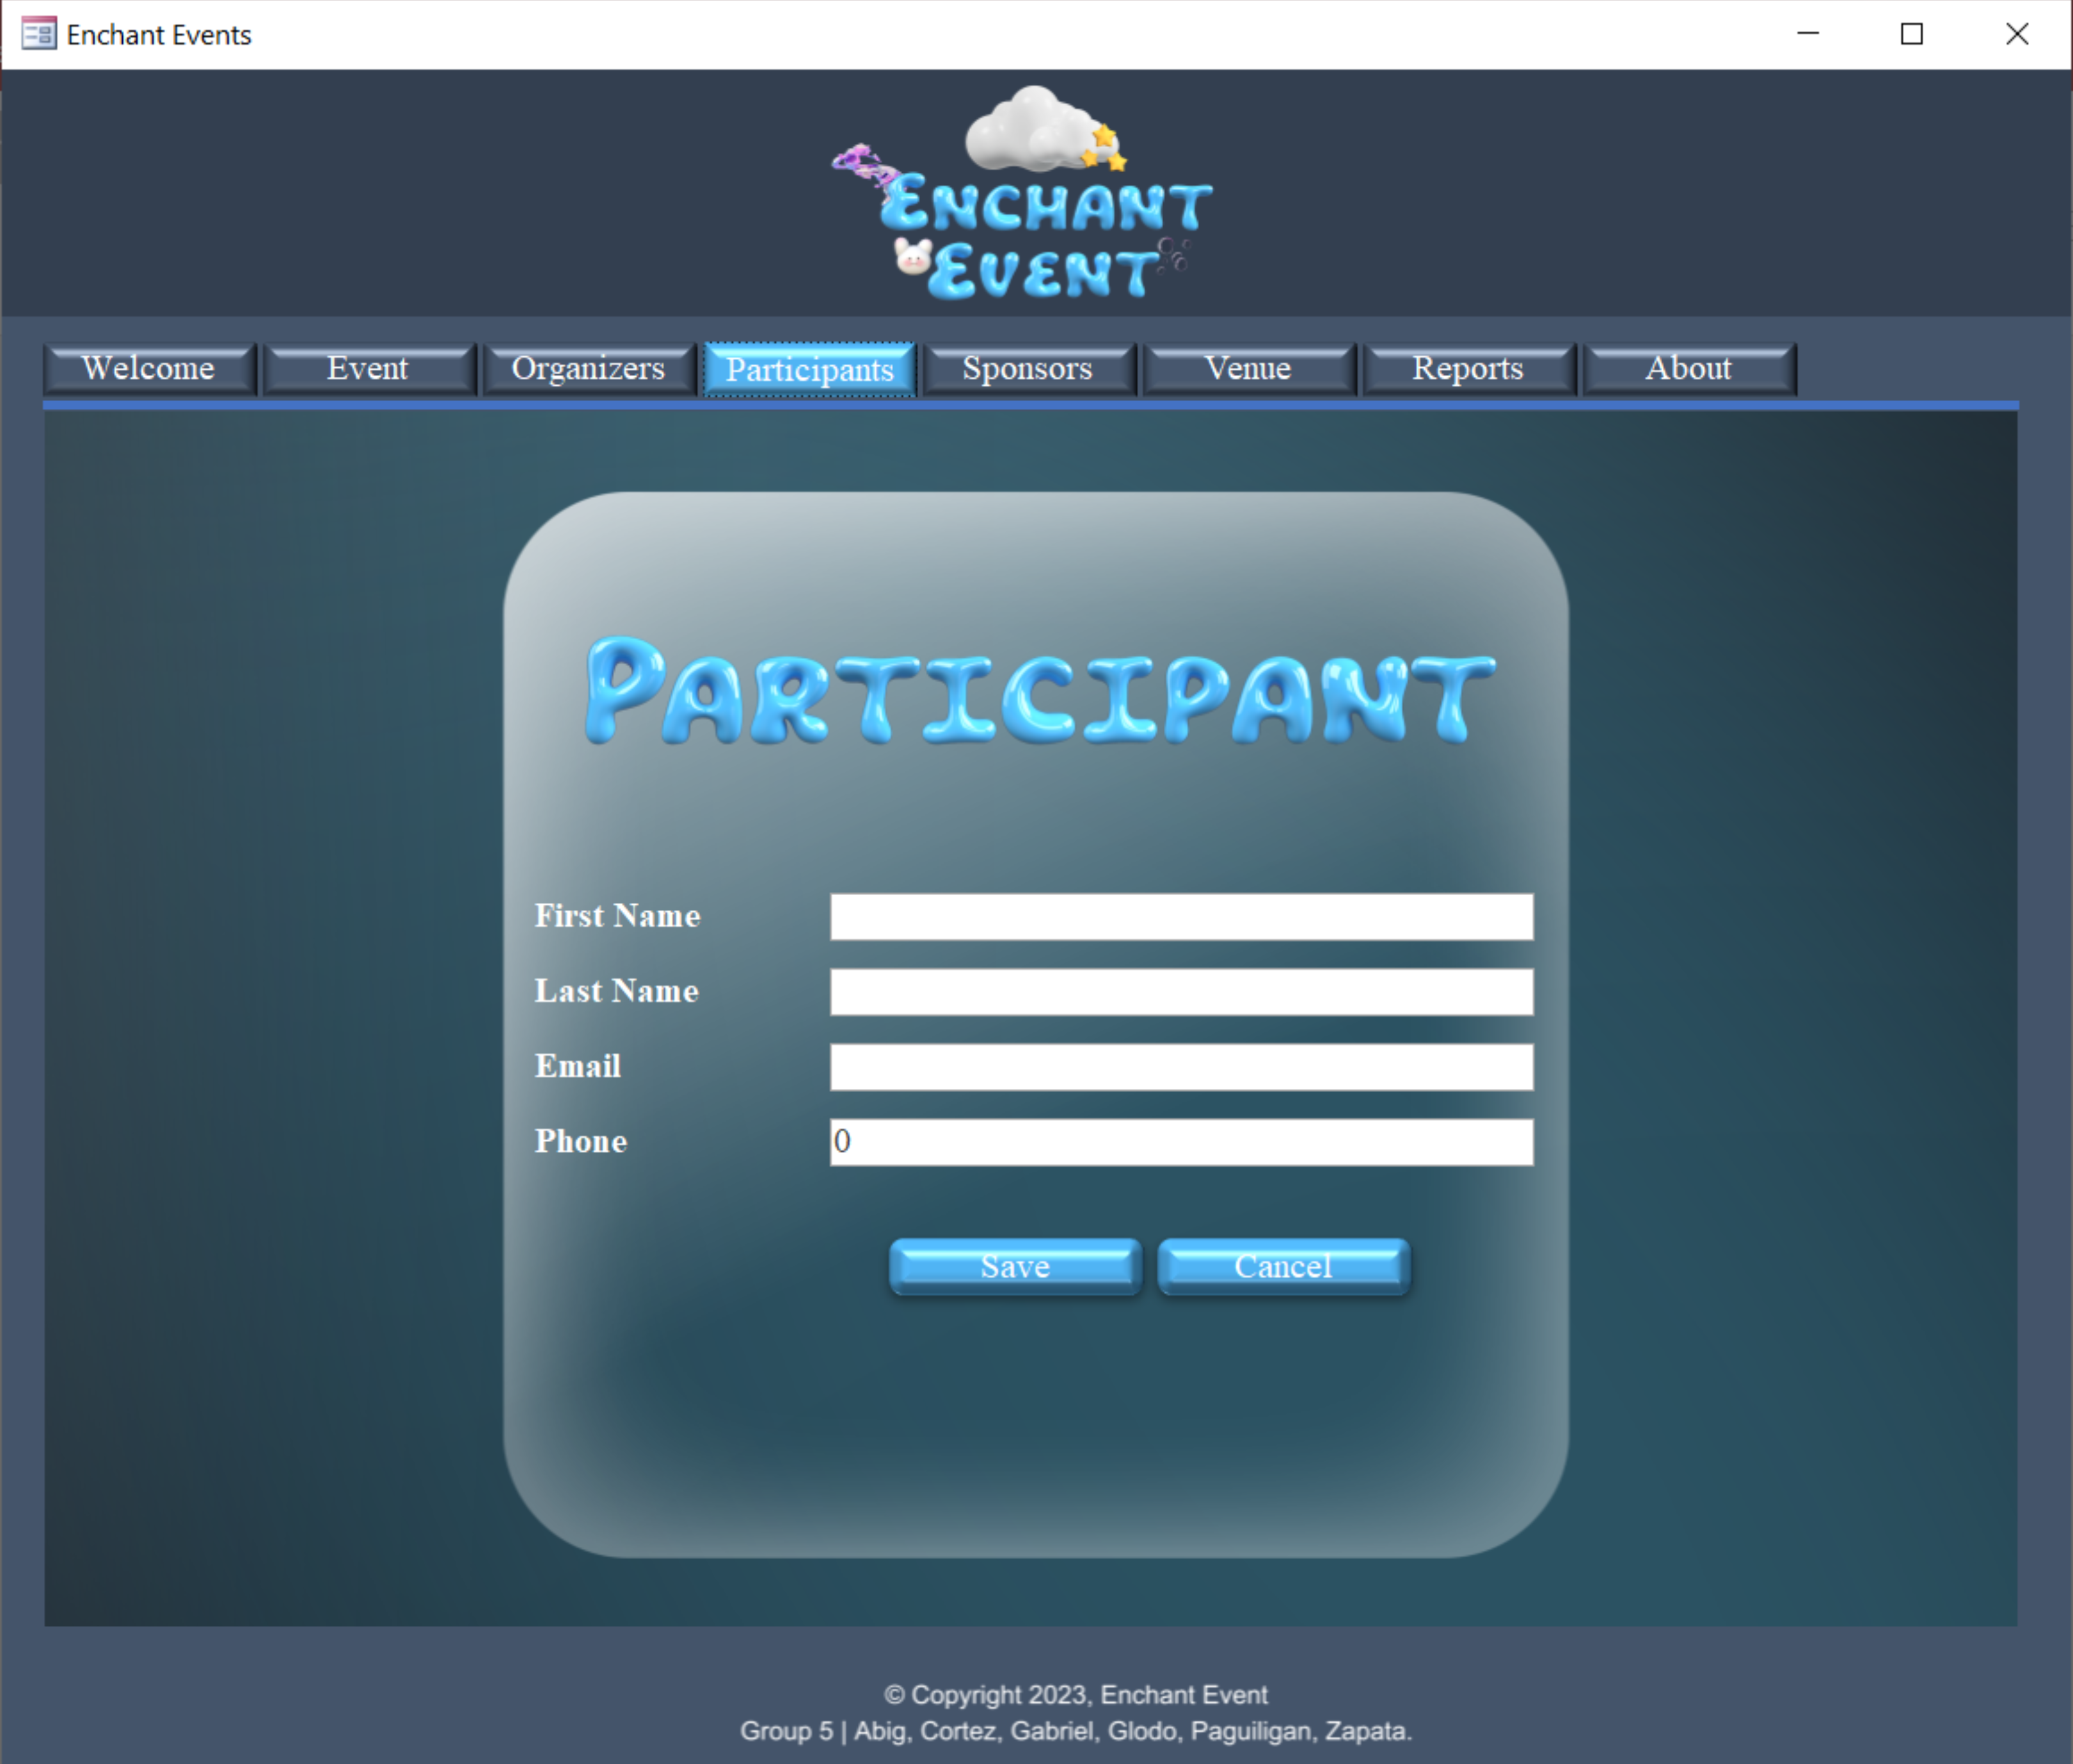 Enchant Events
ENCHANT
EVENT
Welcome Event Organizers Participants Sponsors Venue Reports About
PARTICIPANT
First Name
Last Name
Email
Phone 0
Save Cancel
© Copyright 2023, Enchant Event
Group 5 | Abig, Cortez, Gabriel, Glodo, Paguiligan, Zapata.